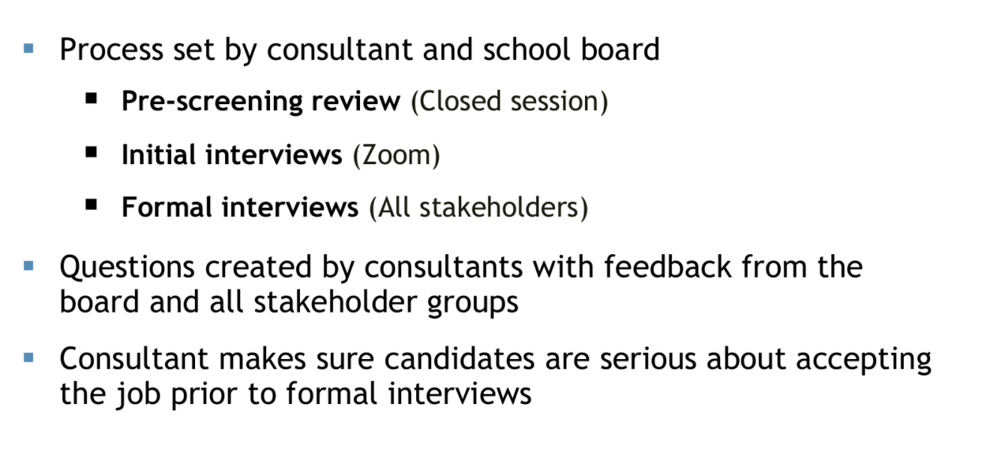 Process set by consultant and school board
Pre-screening review (Closed session)
Initial interviews (Zoom)
Formal interviews (All stakeholders)
Questions created by consultants with feedback from the
board and all stakeholder groups
Consultant makes sure candidates are serious about accepting
the job prior to formal interviews